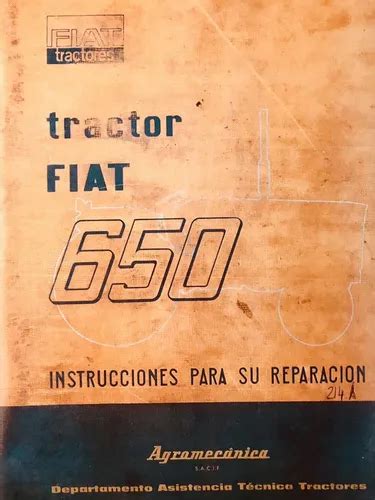 FIAT
tractores
tractor
FIAT
650
INSTRUCCIONES PARA SU REPARACION
214.A
Agromecánica
S.A.C.I.F.
Departamento Asistencia Técnica Tractores